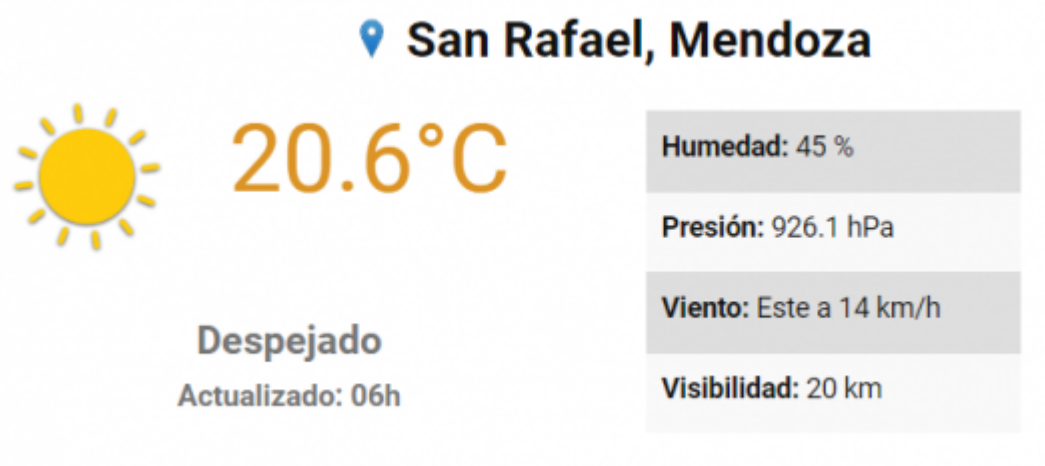 San Rafael, Mendoza
20.6°C
Despejado
Actualizado: 06h
Humedad: 45 %
Presión: 926.1 hPa
Viento: Este a 14 km/h
Visibilidad: 20 km